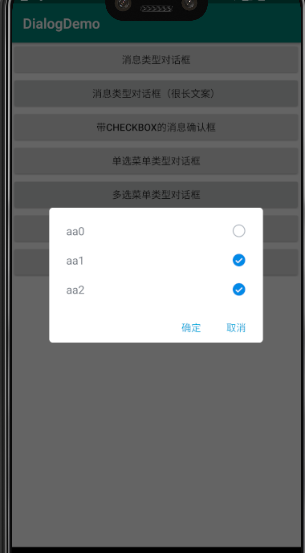 DialogDemo
消息类型对话框
消息类型对话框（很长文案）
带CHECKBOX的消息确认框
单选菜单类型对话框
多选菜单类型对话框
aa0
aa1
aa2
确定 取消